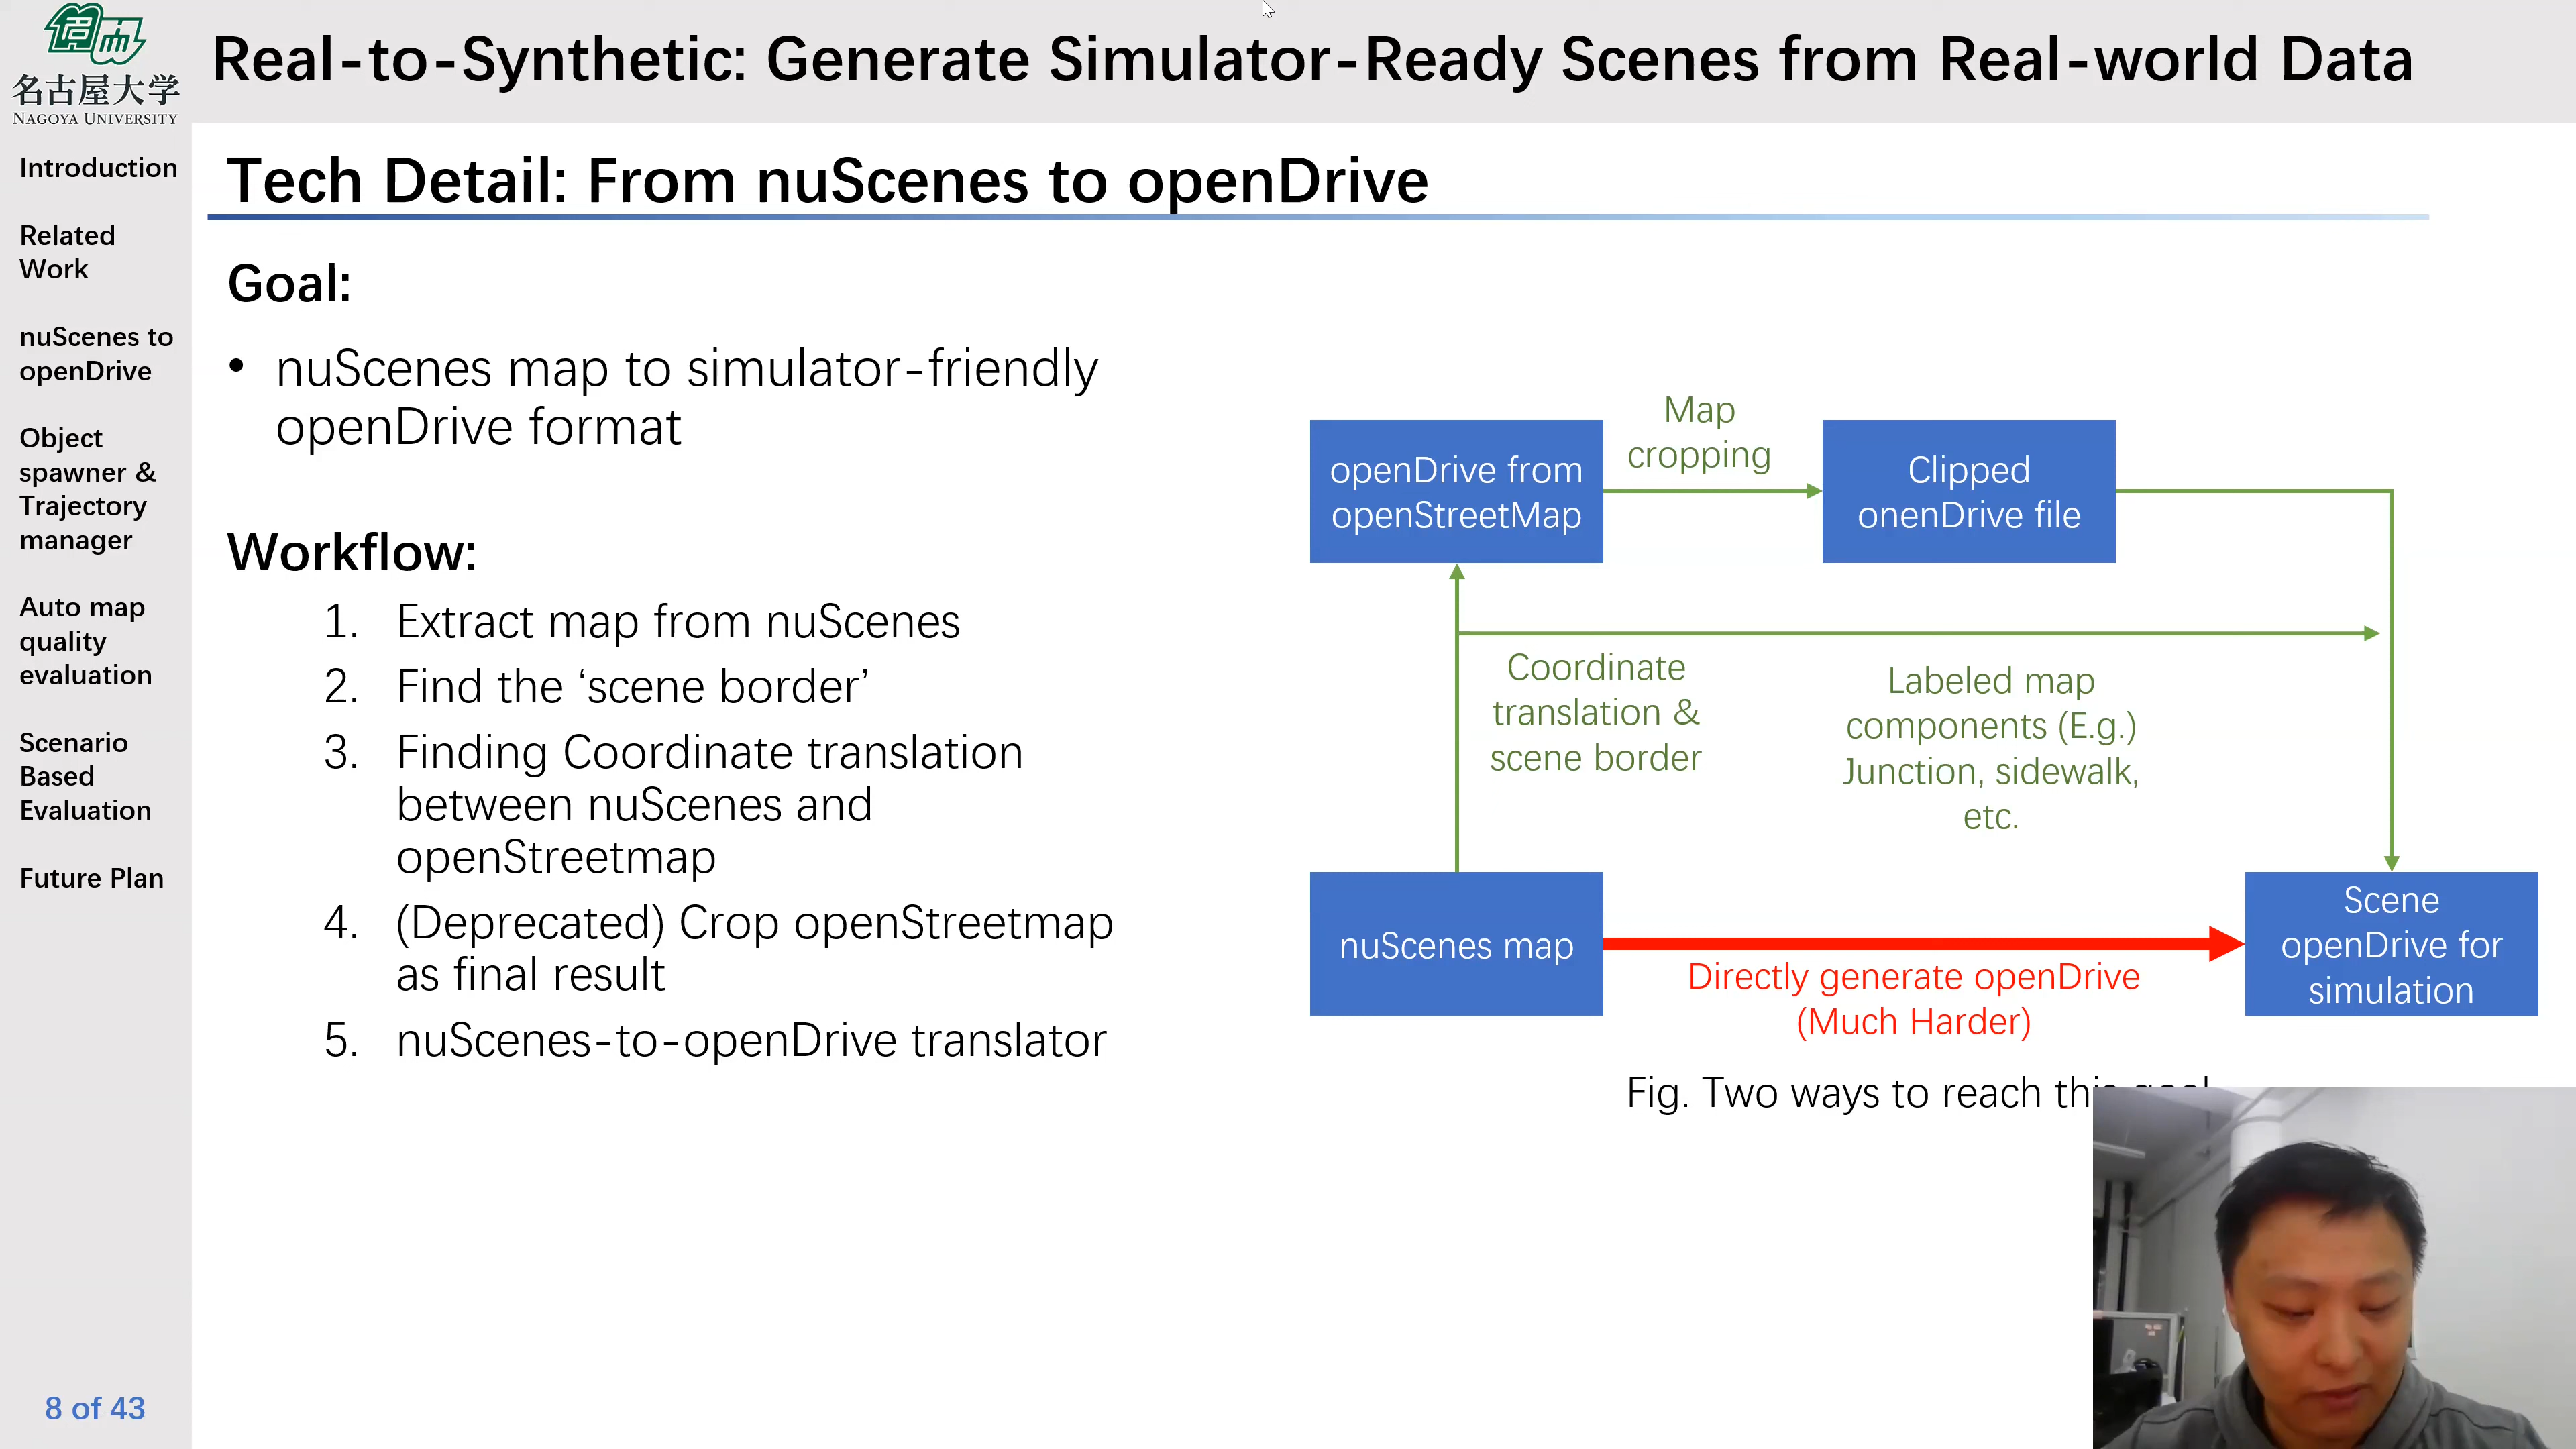 名古屋大学
NAGOYA UNIVERSITY
Real-to-Synthetic: Generate Simulator-Ready Scenes from Real-world Data
Introduction
Related
Work
nuScenes to
openDrive
Object
spawner &
Trajectory
manager
Auto map
quality
evaluation
Scenario
Based
Evaluation
Future Plan
8 of 43
Tech Detail: From nuScenes to openDrive
Goal:
• nuScenes map to simulator-friendly
openDrive format
Workflow:
1. Extract map from nuScenes
2. Find the ‘scene border’
3. Finding Coordinate translation
between nuScenes and
openStreetmap
4. (Deprecated) Crop openStreetmap
as final result
5. nuScenes-to-openDrive translator
openDrive from
openStreetMap
Map
cropping
Clipped
onenDrive file
Coordinate
translation &
scene border
Labeled map
components (E.g.)
Junction, sidewalk,
etc.
nuScenes map
Directly generate openDrive
(Much Harder)
Scene
openDrive for
simulation
Fig. Two ways to reach this goal